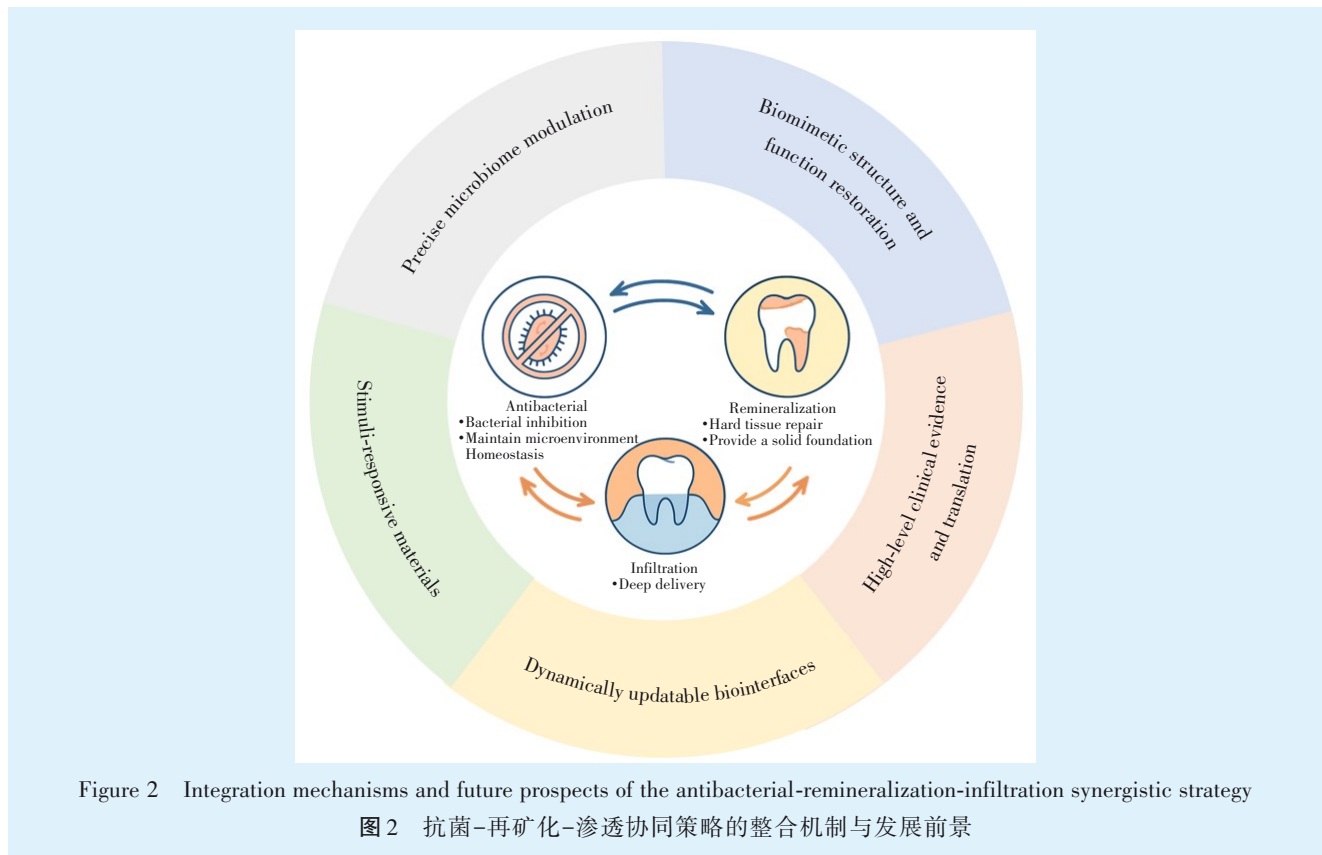 Precise microbiome modulation
Biomimetic structure and
function restoration
Stimuli-responsive materials
High-level clinical evidence
and translation
Dynamically updatable biointerfaces
Antibacterial
•Bacterial inhibition
•Maintain microenvironment
Homeostasis
Remineralization
•Hard tissue repair
•Provide a solid foundation
Infiltration
•Deep delivery
Figure 2 Integration mechanisms and future prospects of the antibacterial-remineralization-infiltration synergistic strategy
图2 抗菌-再矿化-渗透协同策略的整合机制与发展前景